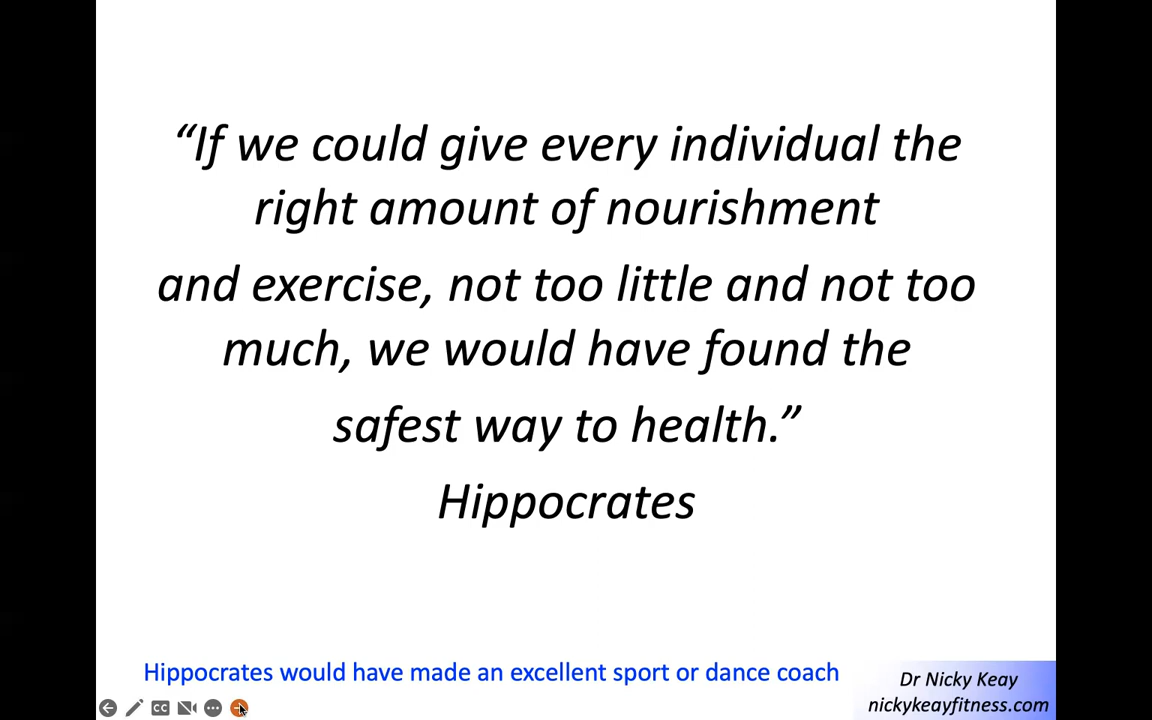 “If we could give every individual the
right amount of nourishment
and exercise, not too little and not too
much, we would have found the
safest way to health.”
Hippocrates
Hippocrates would have made an excellent sport or dance coach
Dr Nicky Keay
nickykeayfitness.com
CC